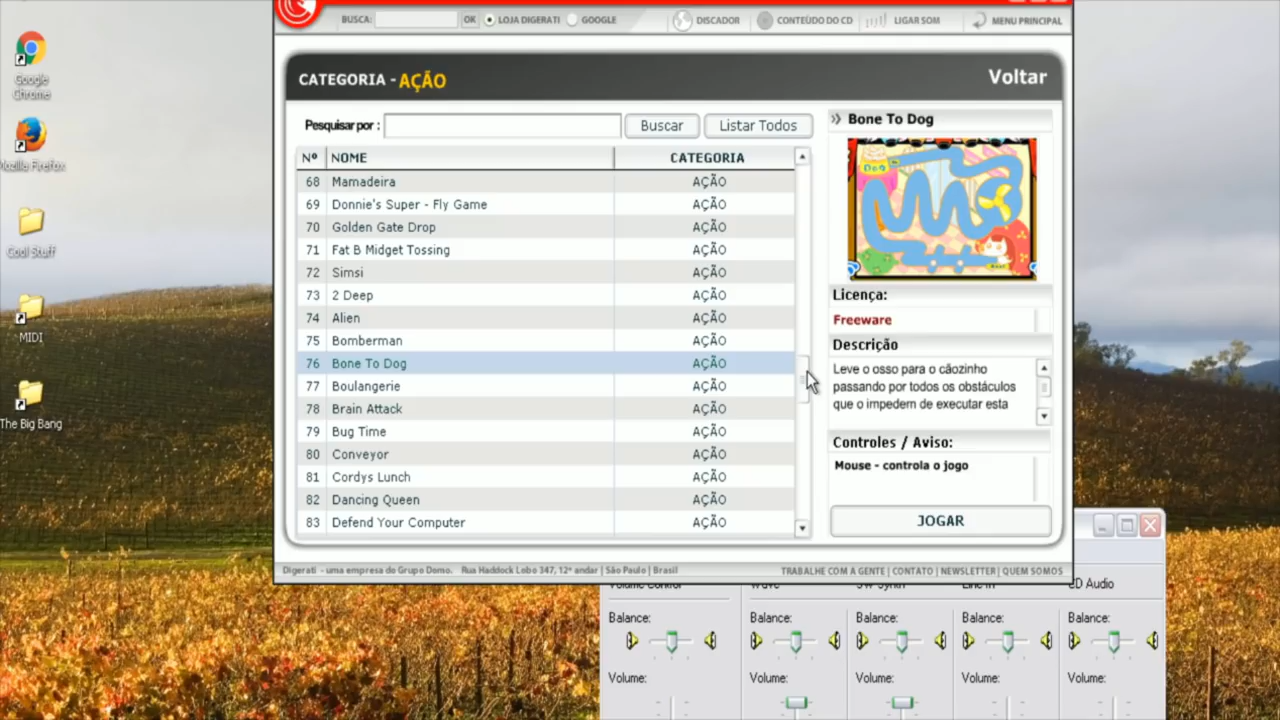 BUSCA: OK LOJA DIGERATI GOOGLE DISCADOR CONTEÚDO DO CD LIGAR SOM MENU PRINCIPAL
Google
Chrome
Mozilla Firefox
Cool Stuff
MIDI
The Big Bang
CATEGORIA - AÇÃO
Voltar
Pesquisar por : Buscar Listar Todos
Nº NOME CATEGORIA
68 Mamadeira AÇÃO
69 Donnie's Super - Fly Game AÇÃO
70 Golden Gate Drop AÇÃO
71 Fat B Midget Tossing AÇÃO
72 Simsi AÇÃO
73 2 Deep AÇÃO
74 Alien AÇÃO
75 Bomberman AÇÃO
76 Bone To Dog AÇÃO
77 Boulangerie AÇÃO
78 Brain Attack AÇÃO
79 Bug Time AÇÃO
80 Conveyor AÇÃO
81 Cordys Lunch AÇÃO
82 Dancing Queen AÇÃO
83 Defend Your Computer AÇÃO
Bone To Dog
Licença:
Freeware
Descrição
Leve o osso para o cãozinho
passando por todos os obstáculos
que o impedem de executar esta
Controles / Aviso:
Mouse - controla o jogo
JOGAR
Digerati - uma empresa do Grupo Domo. Rua Haddock Lobo 347, 12º andar | São Paulo | Brasil
TRABALHE COM A GENTE | CONTATO | NEWSLETTER | QUEM SOMOS
Volume Control Wave SW Synth Line In CD Audio
Balance: Balance: Balance: Balance: Balance:
Volume: Volume: Volume: Volume: Volume: